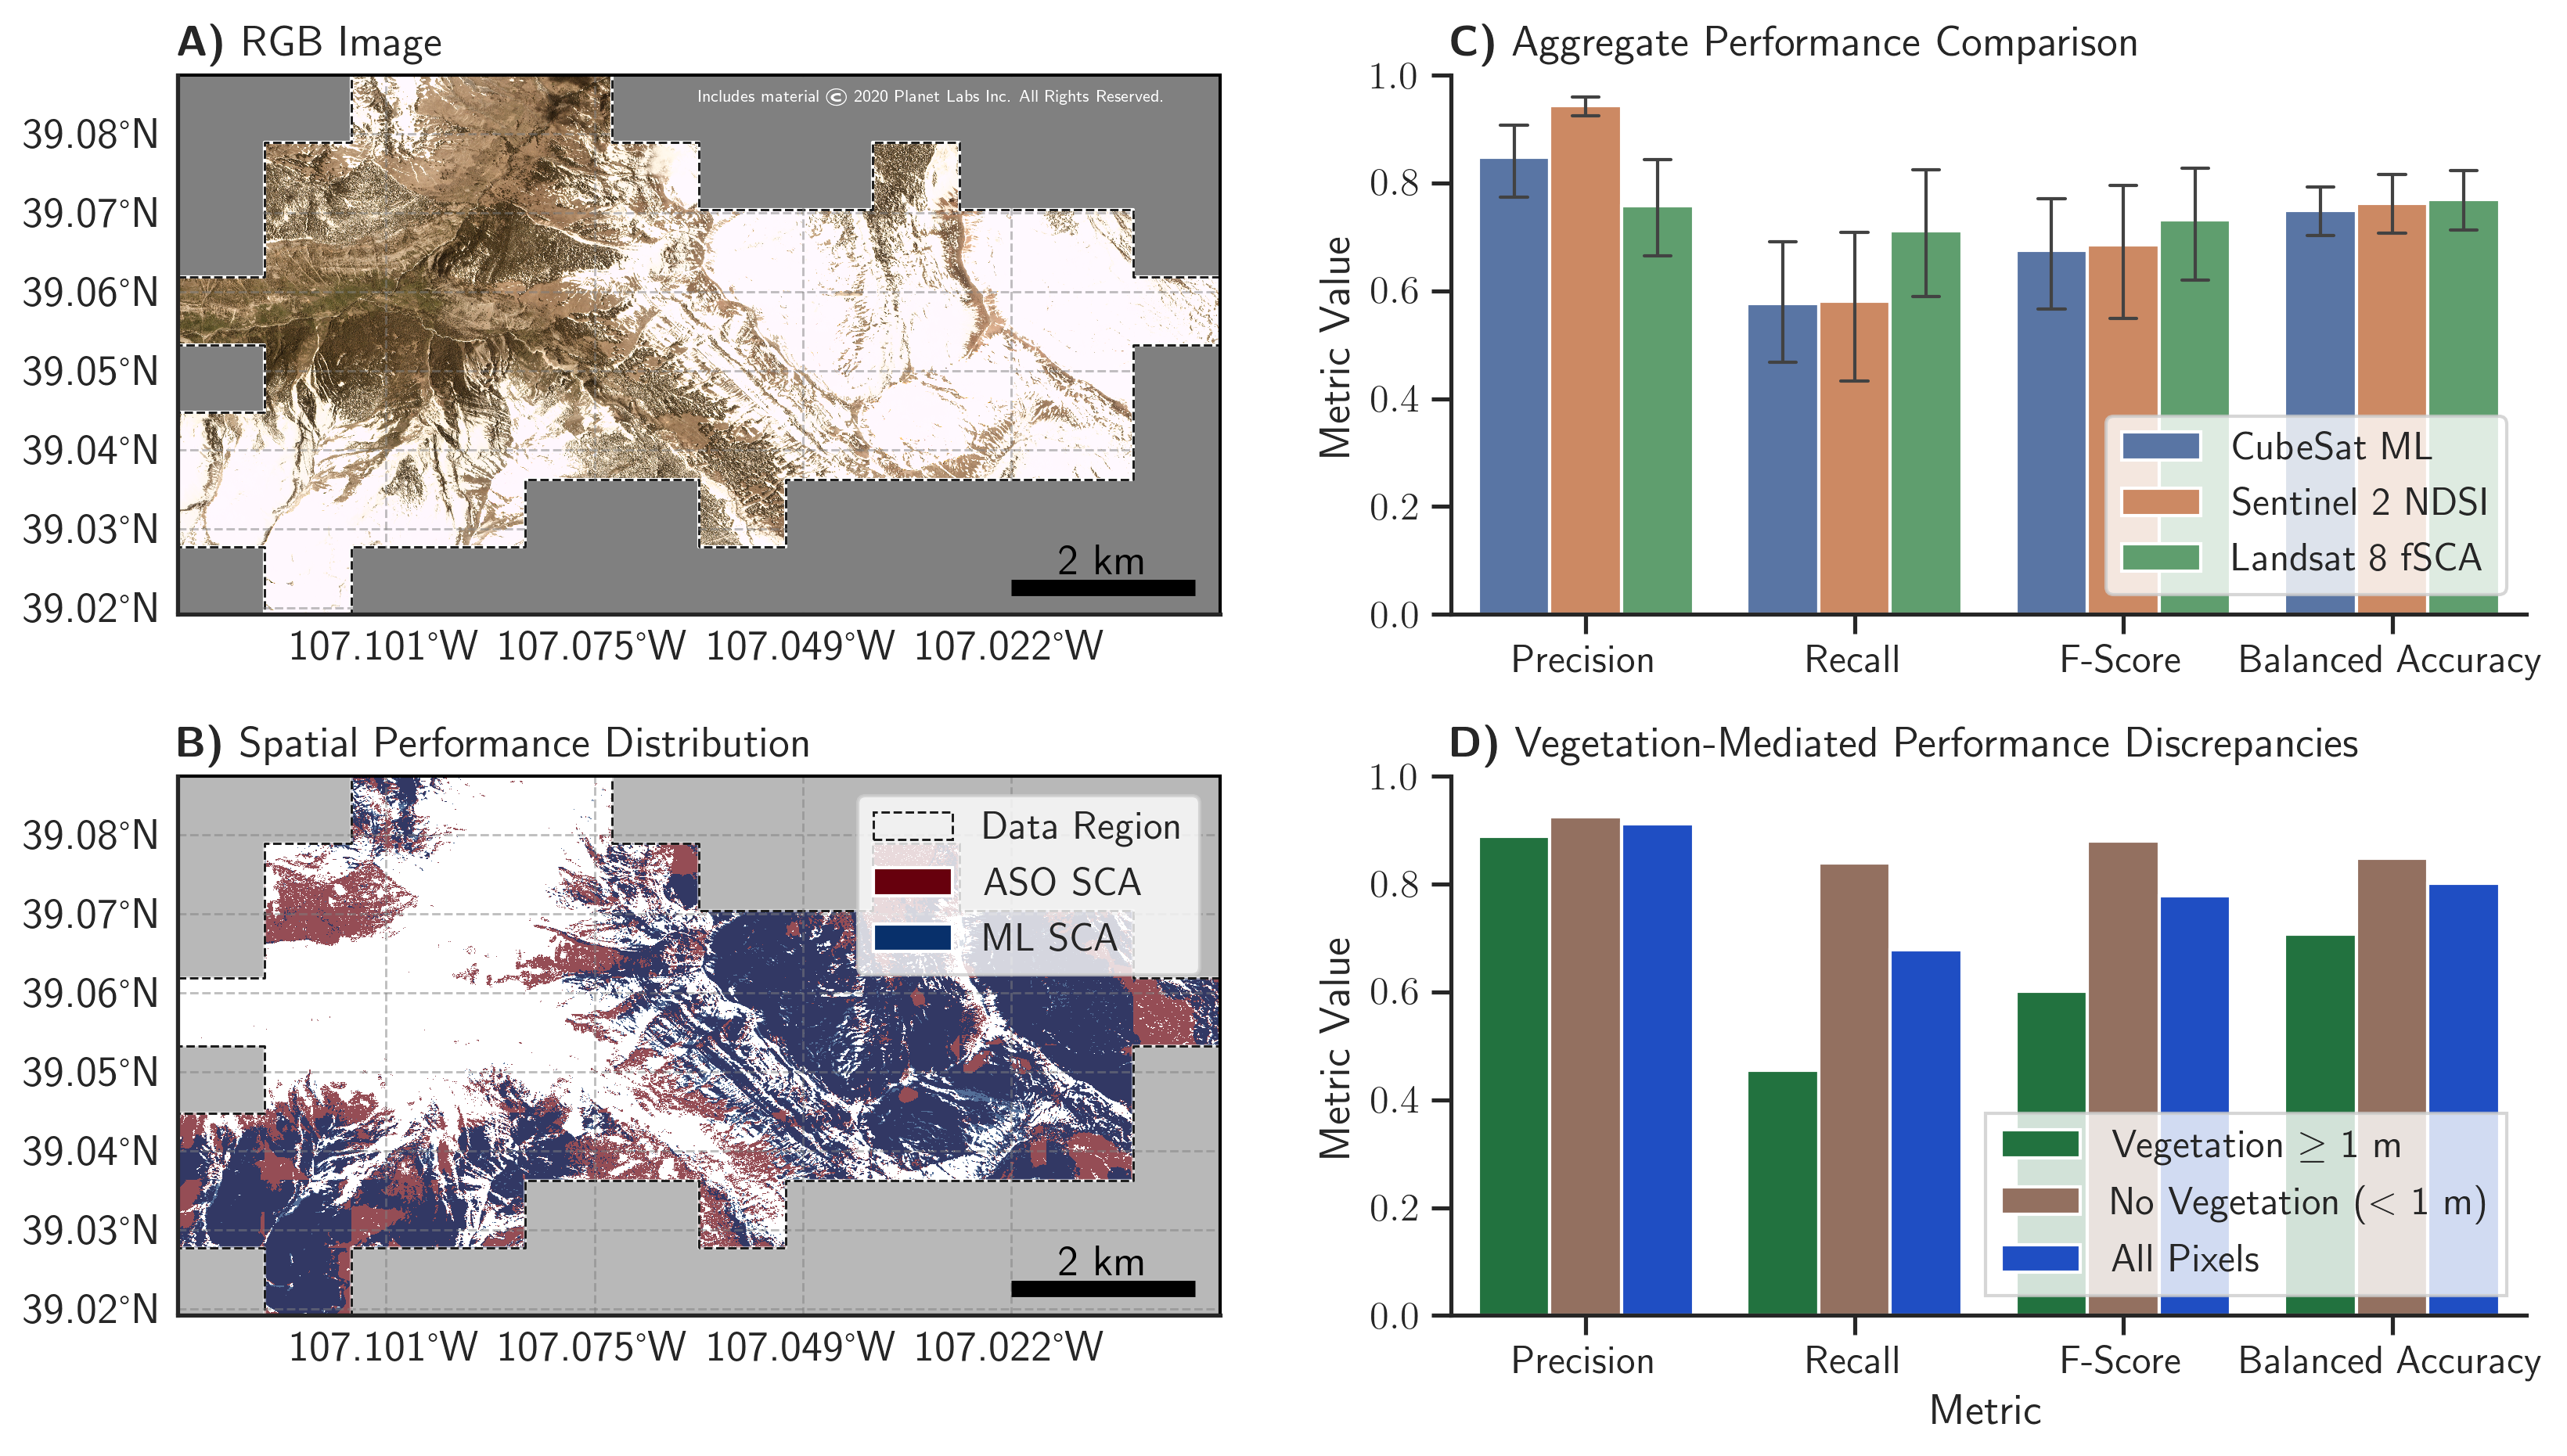 A) RGB Image
Includes material © 2020 Planet Labs Inc. All Rights Reserved.
39.08°N
39.07°N
39.06°N
39.05°N
39.04°N
39.03°N
39.02°N
2 km
107.101°W 107.075°W 107.049°W 107.022°W
C) Aggregate Performance Comparison
Metric Value
1.0
0.8
0.6
0.4
0.2
0.0
CubeSat ML
Sentinel 2 NDSI
Landsat 8 fSCA
Precision Recall F-Score Balanced Accuracy
B) Spatial Performance Distribution
39.08°N
39.07°N
39.06°N
39.05°N
39.04°N
39.03°N
39.02°N
Data Region
ASO SCA
ML SCA
2 km
107.101°W 107.075°W 107.049°W 107.022°W
D) Vegetation-Mediated Performance Discrepancies
Metric Value
1.0
0.8
0.6
0.4
0.2
0.0
Vegetation ≥ 1 m
No Vegetation (< 1 m)
All Pixels
Precision Recall F-Score Balanced Accuracy
Metric